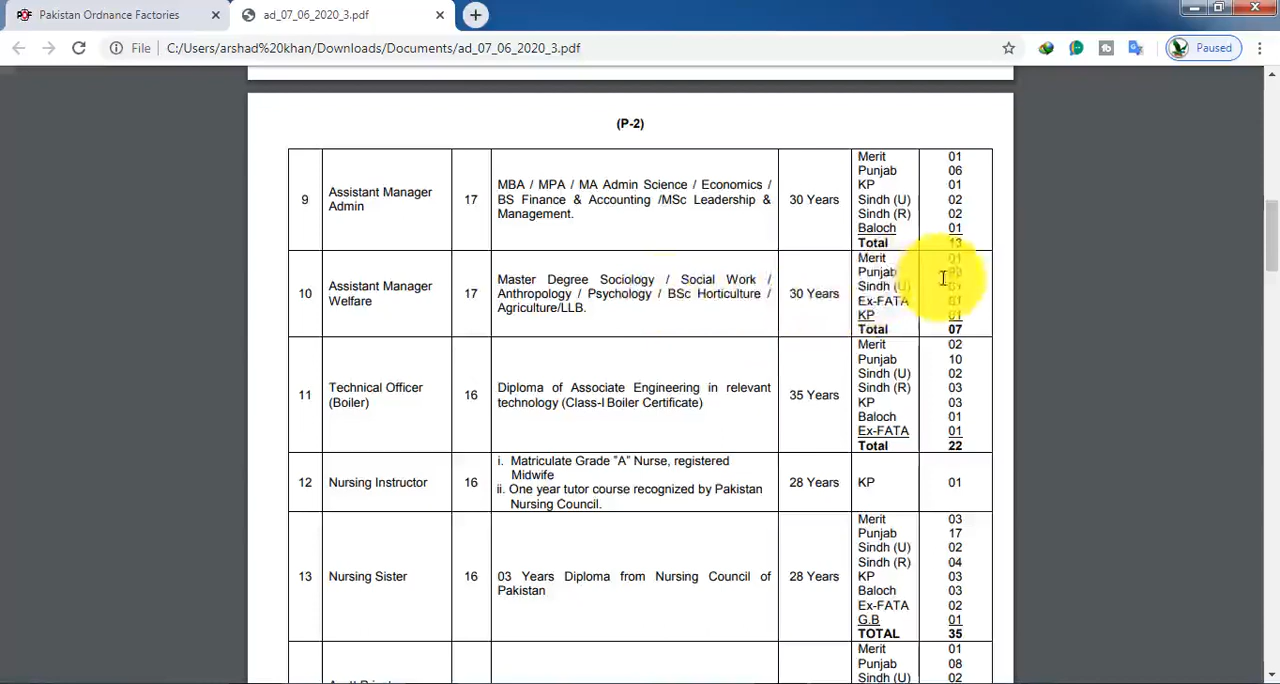 Pakistan Ordnance Factories
ad_07_06_2020_3.pdf
File C:/Users/arshad%20khan/Downloads/Documents/ad_07_06_2020_3.pdf
Paused
(P-2)
9
Assistant Manager
Admin
17
MBA / MPA / MA Admin Science / Economics /
BS Finance & Accounting /MSc Leadership &
Management.
30 Years
Merit 01
Punjab 06
KP 01
Sindh (U) 02
Sindh (R) 02
Baloch 01
Total 13
10
Assistant Manager
Welfare
17
Master Degree Sociology / Social Work /
Anthropology / Psychology / BSc Horticulture /
Agriculture/LLB.
30 Years
Merit 01
Punjab
Sindh (U) 01
Ex-FATA 01
KP 01
Total 07
11
Technical Officer
(Boiler)
16
Diploma of Associate Engineering in relevant
technology (Class-I Boiler Certificate)
35 Years
Merit 02
Punjab 10
Sindh (U) 02
Sindh (R) 03
KP 03
Baloch 01
Ex-FATA 01
Total 22
12
Nursing Instructor
16
i. Matriculate Grade "A" Nurse, registered
Midwife
ii. One year tutor course recognized by Pakistan
Nursing Council.
28 Years
KP 01
13
Nursing Sister
16
03 Years Diploma from Nursing Council of
Pakistan
28 Years
Merit 03
Punjab 17
Sindh (U) 02
Sindh (R) 04
KP 03
Baloch 03
Ex-FATA 02
G.B 01
TOTAL 35
Merit 01
Punjab 08
Sindh (U) 02